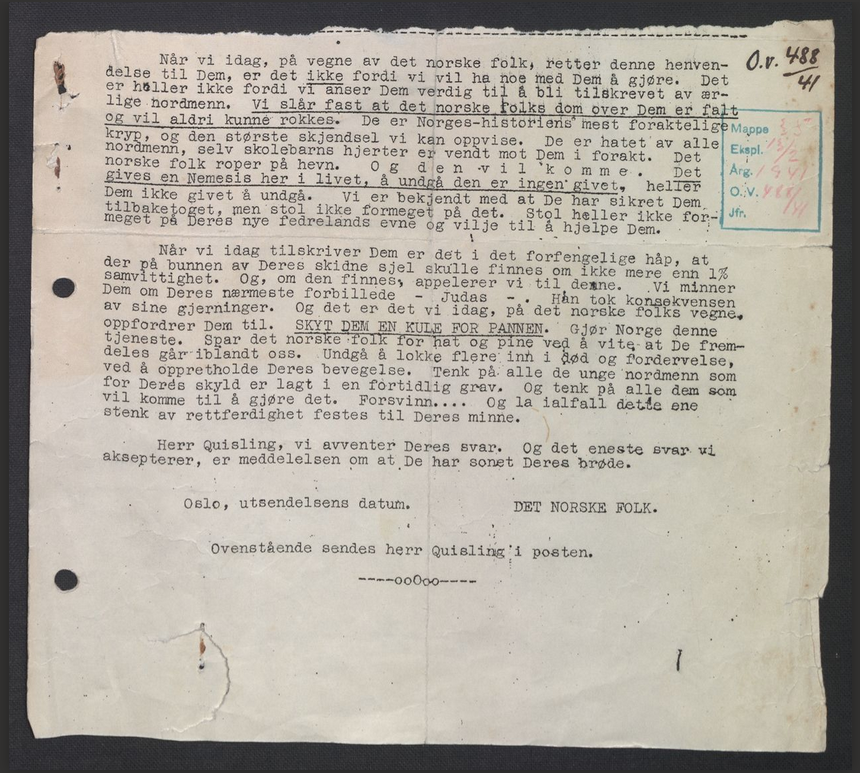 O.v. 488/41
Når vi idag, på vegne av det norske folk, retter denne henven-
delse til Dem, er det ikke fordi vi vil ha noe med Dem å gjøre. Det
er heller ikke fordi vi anser Dem verdig til å bli tilskrevet av ær-
lige nordmenn. Vi slår fast at det norske folks dom over Dem er falt
og vil aldri kunne rokkes. De er Norges-historiens mest foraktelige
kryp, og den største skjendsel vi kan oppvise. De er hatet av alle
nordmenn, selv skolebarns hjerter er vendt mot Dem i forakt. Det
norske folk roper på hevn. O g d e n v i l k o m m e . Det
gives en Nemesis her i livet, å undgå den er ingen givet, heller
Dem ikke givet å undgå. Vi er bekjendt med at De har sikret Dem
tilbaketoget, men stol ikke formeget på det. Stol heller ikke for-
meget på Deres nye fedrelands evne og vilje til å hjelpe Dem.
Mappe
Ekspl.
Årg. 1941
O. V. 488/41
Jfr.
Når vi idag tilskriver Dem er det i det forfengelige håp, at
der på bunnen av Deres skidne sjel skulle finnes om ikke mere enn 1%
samvittighet. Og, om den finnes, appelerer vi til denne. Vi minner
Dem om Deres nærmeste forbillede - Judas - . Han tok konsekvensen
av sine gjerninger. Og det er det vi idag, på det norske folks vegne,
oppfordrer Dem til. SKYT DEM EN KULE FOR PANNEN. Gjør Norge denne
tjeneste. Spar det norske folk for hat og pine ved å vite at De frem-
deles går iblandt oss. Undgå å lokke flere inn i død og fordervelse,
ved å oppretholde Deres bevegelse. Tenk på alle de unge nordmenn som
for Deres skyld er lagt i en fortidlig grav. Og tenk på alle dem som
vil komme til å gjøre det. Forsvinn.... Og la ialfall dette ene
stenk av rettferdighet festes til Deres minne.
Herr Quisling, vi avventer Deres svar. Og det eneste svar vi
aksepterer, er meddelelsen om at De har sonet Deres brøde.
Oslo, utsendelsens datum. DET NORSKE FOLK.
Ovenstående sendes herr Quisling i posten.
----ooOoo----